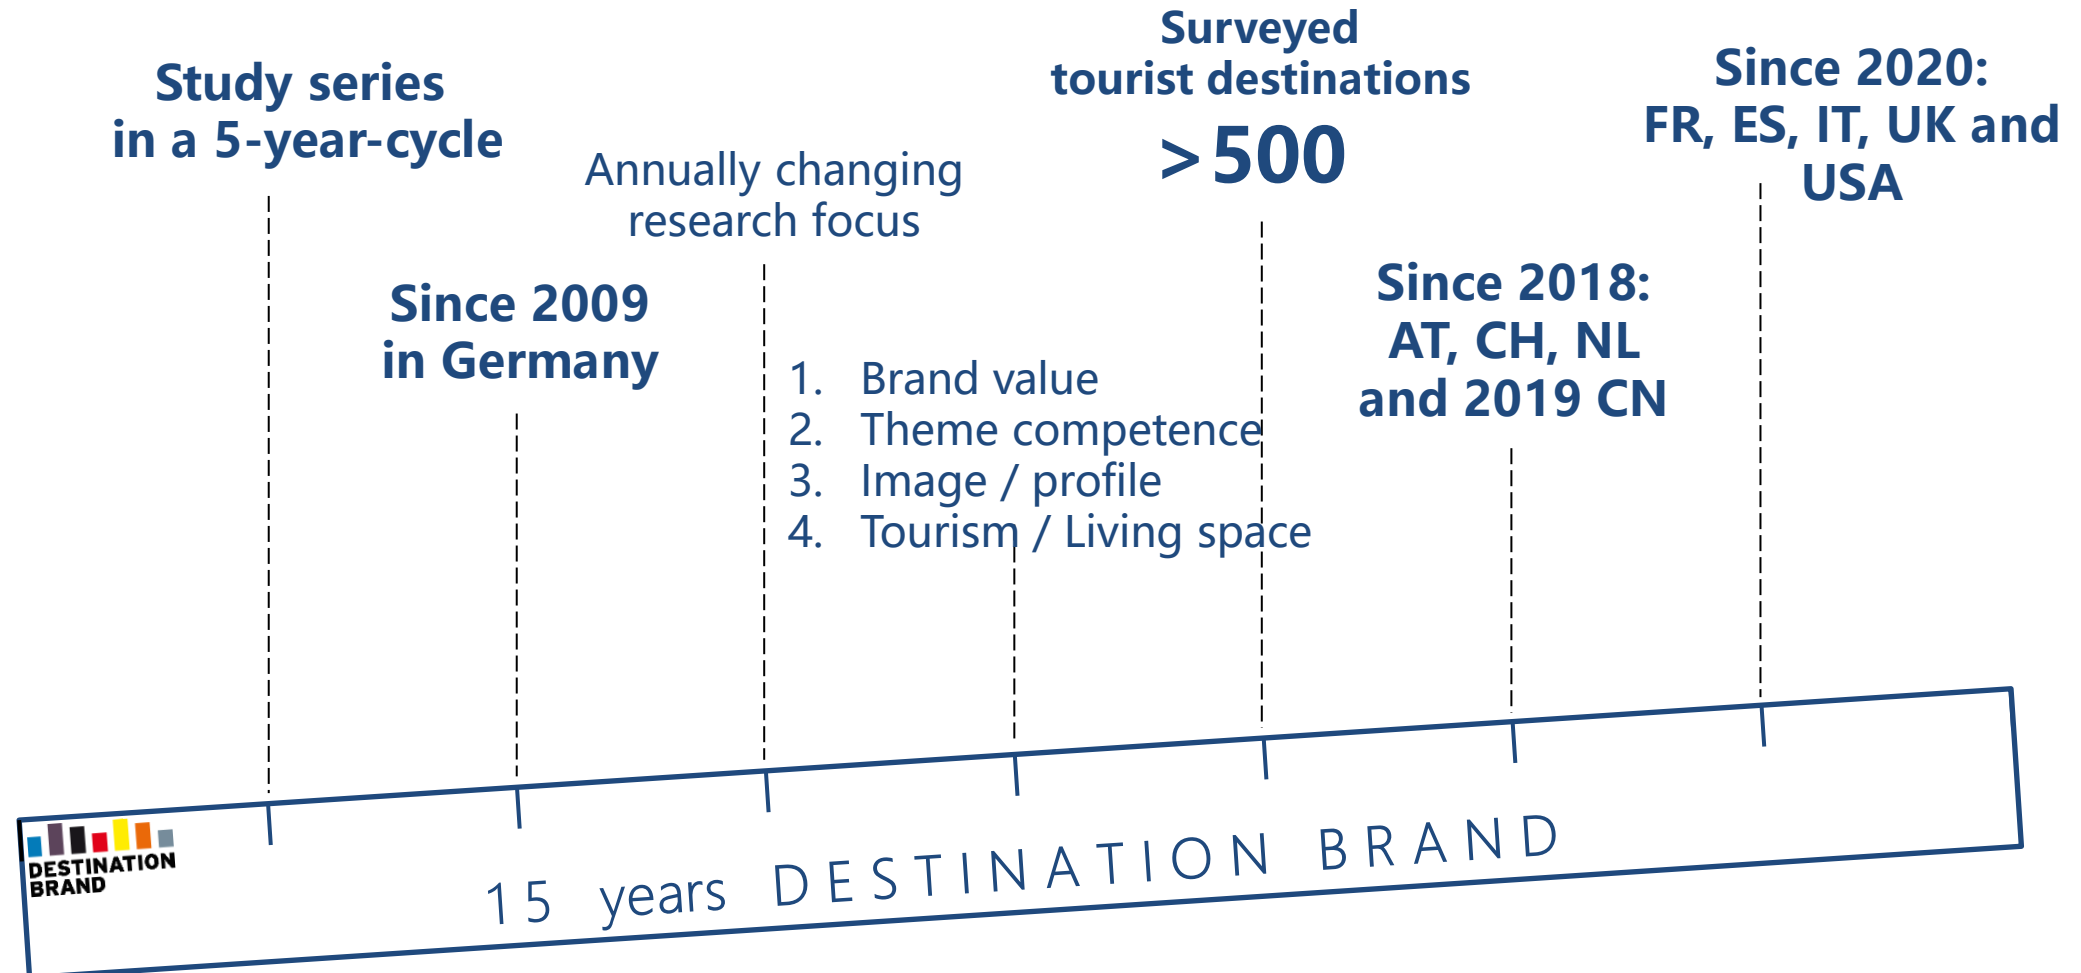 Study series
in a 5-year-cycle
Since 2009
in Germany
Annually changing
research focus
1. Brand value
2. Theme competence
3. Image / profile
4. Tourism / Living space
Surveyed
tourist destinations
>500
Since 2018:
AT, CH, NL
and 2019 CN
Since 2020:
FR, ES, IT, UK and
USA
DESTINATION
BRAND
15 years DESTINATION BRAND